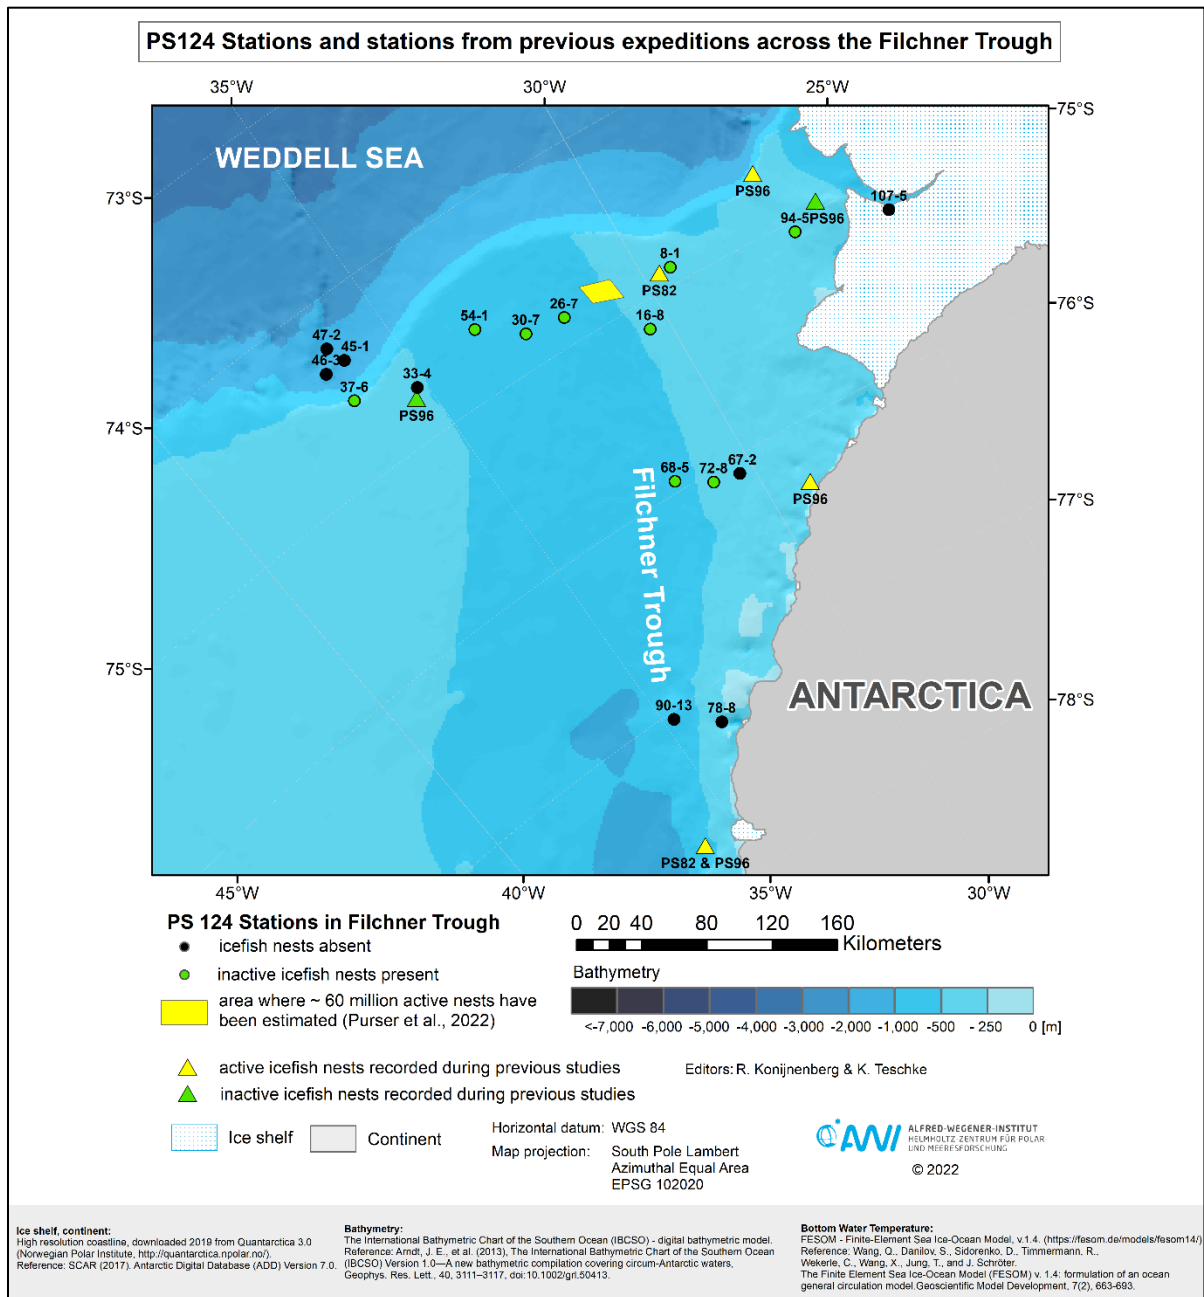 PS124 Stations and stations from previous expeditions across the Filchner Trough
35°W
30°W
25°W
75°S
WEDDELL SEA
73°S
PS96
107-5
94-5
PS96
8-1
PS82
76°S
26-7
16-8
54-1
30-7
47-2
45-1
46-3
37-6
33-4
PS96
74°S
68-5
72-8
67-2
PS96
77°S
Filchner Trough
75°S
ANTARCTICA
78°S
90-13
78-8
PS82 & PS96
45°W
40°W
35°W
30°W
PS 124 Stations in Filchner Trough
icefish nests absent
inactive icefish nests present
area where ~ 60 million active nests have
been estimated (Purser et al., 2022)
active icefish nests recorded during previous studies
inactive icefish nests recorded during previous studies
Ice shelf
Continent
0 20 40 80 120 160
Kilometers
Bathymetry
<-7,000 -6,000 -5,000 -4,000 -3,000 -2,000 -1,000 -500 - 250 0 [m]
Editors: R. Konijnenberg & K. Teschke
Horizontal datum: WGS 84
Map projection: South Pole Lambert
Azimuthal Equal Area
EPSG 102020
AWI
ALFRED-WEGENER-INSTITUT
HELMHOLTZ-ZENTRUM FÜR POLAR
UND MEERESFORSCHUNG
© 2022
Ice shelf, continent:
High resolution coastline, downloaded 2019 from Quantarctica 3.0
(Norwegian Polar Institute, http://quantarctica.npolar.no/).
Reference: SCAR (2017). Antarctic Digital Database (ADD) Version 7.0.
Bathymetry:
The International Bathymetric Chart of the Southern Ocean (IBCSO) - digital bathymetric model.
Reference: Arndt, J. E., et al. (2013), The International Bathymetric Chart of the Southern Ocean
(IBCSO) Version 1.0—A new bathymetric compilation covering circum-Antarctic waters,
Geophys. Res. Lett., 40, 3111–3117, doi:10.1002/grl.50413.
Bottom Water Temperature:
FESOM - Finite-Element Sea Ice-Ocean Model, v.1.4. (https://fesom.de/models/fesom14/)
Reference: Wang, Q., Danilov, S., Sidorenko, D., Timmermann, R.,
Wekerle, C., Wang, X., Jung, T., and J. Schröter.
The Finite Element Sea Ice-Ocean Model (FESOM) v. 1.4: formulation of an ocean
general circulation model.Geoscientific Model Development, 7(2), 663-693.